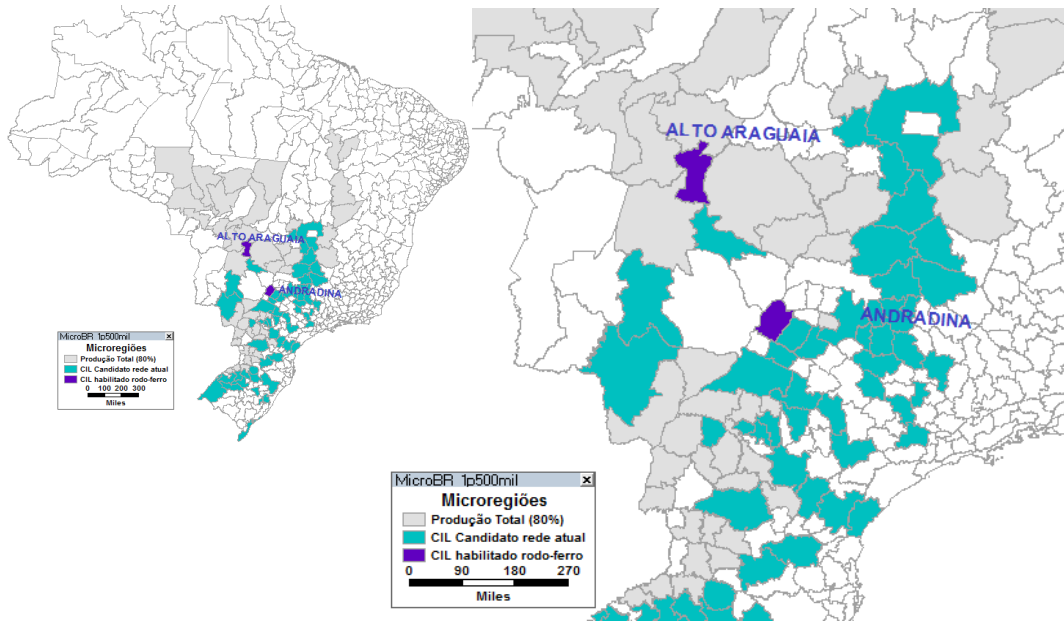 ALTO ARAGUAIA
ANDRADINA
MicroBR_1p500mil
Microregiões
Produção Total (80%)
CIL Candidato rede atual
CIL habilitado rodo-ferro
0 100 200 300
Miles
ALTO ARAGUAIA
ANDRADINA
MicroBR_1p500mil
Microregiões
Produção Total (80%)
CIL Candidato rede atual
CIL habilitado rodo-ferro
0 90 180 270
Miles